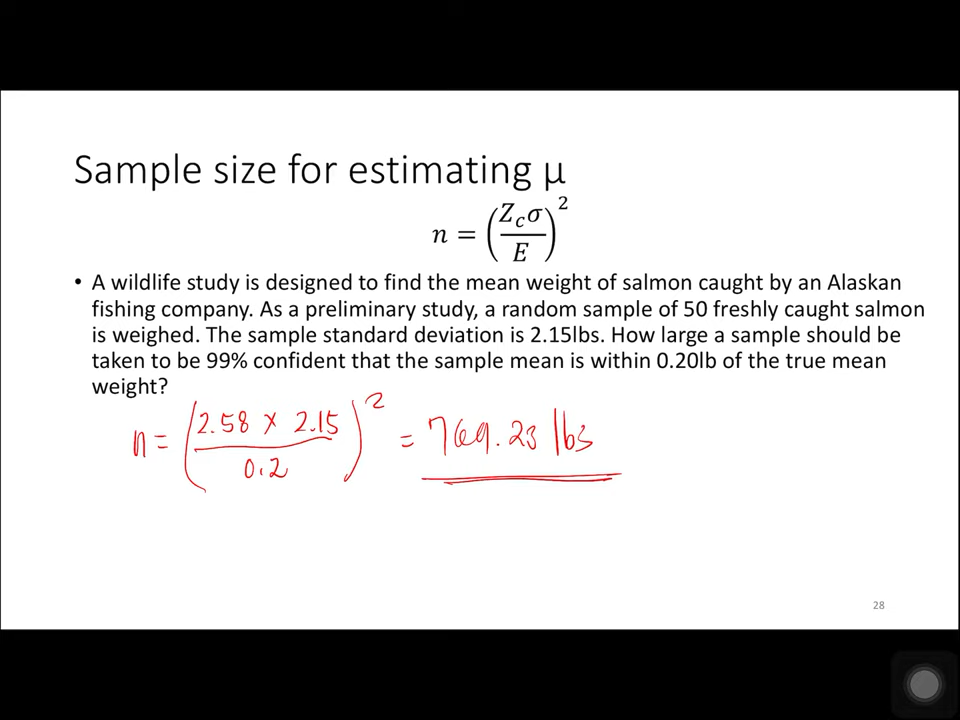 Sample size for estimating μ
n = (Z_c σ / E)^2
• A wildlife study is designed to find the mean weight of salmon caught by an Alaskan
fishing company. As a preliminary study, a random sample of 50 freshly caught salmon
is weighed. The sample standard deviation is 2.15lbs. How large a sample should be
taken to be 99% confident that the sample mean is within 0.20lb of the true mean
weight?
n = (2.58 × 2.15 / 0.2)^2 = 769.23 lbs
28